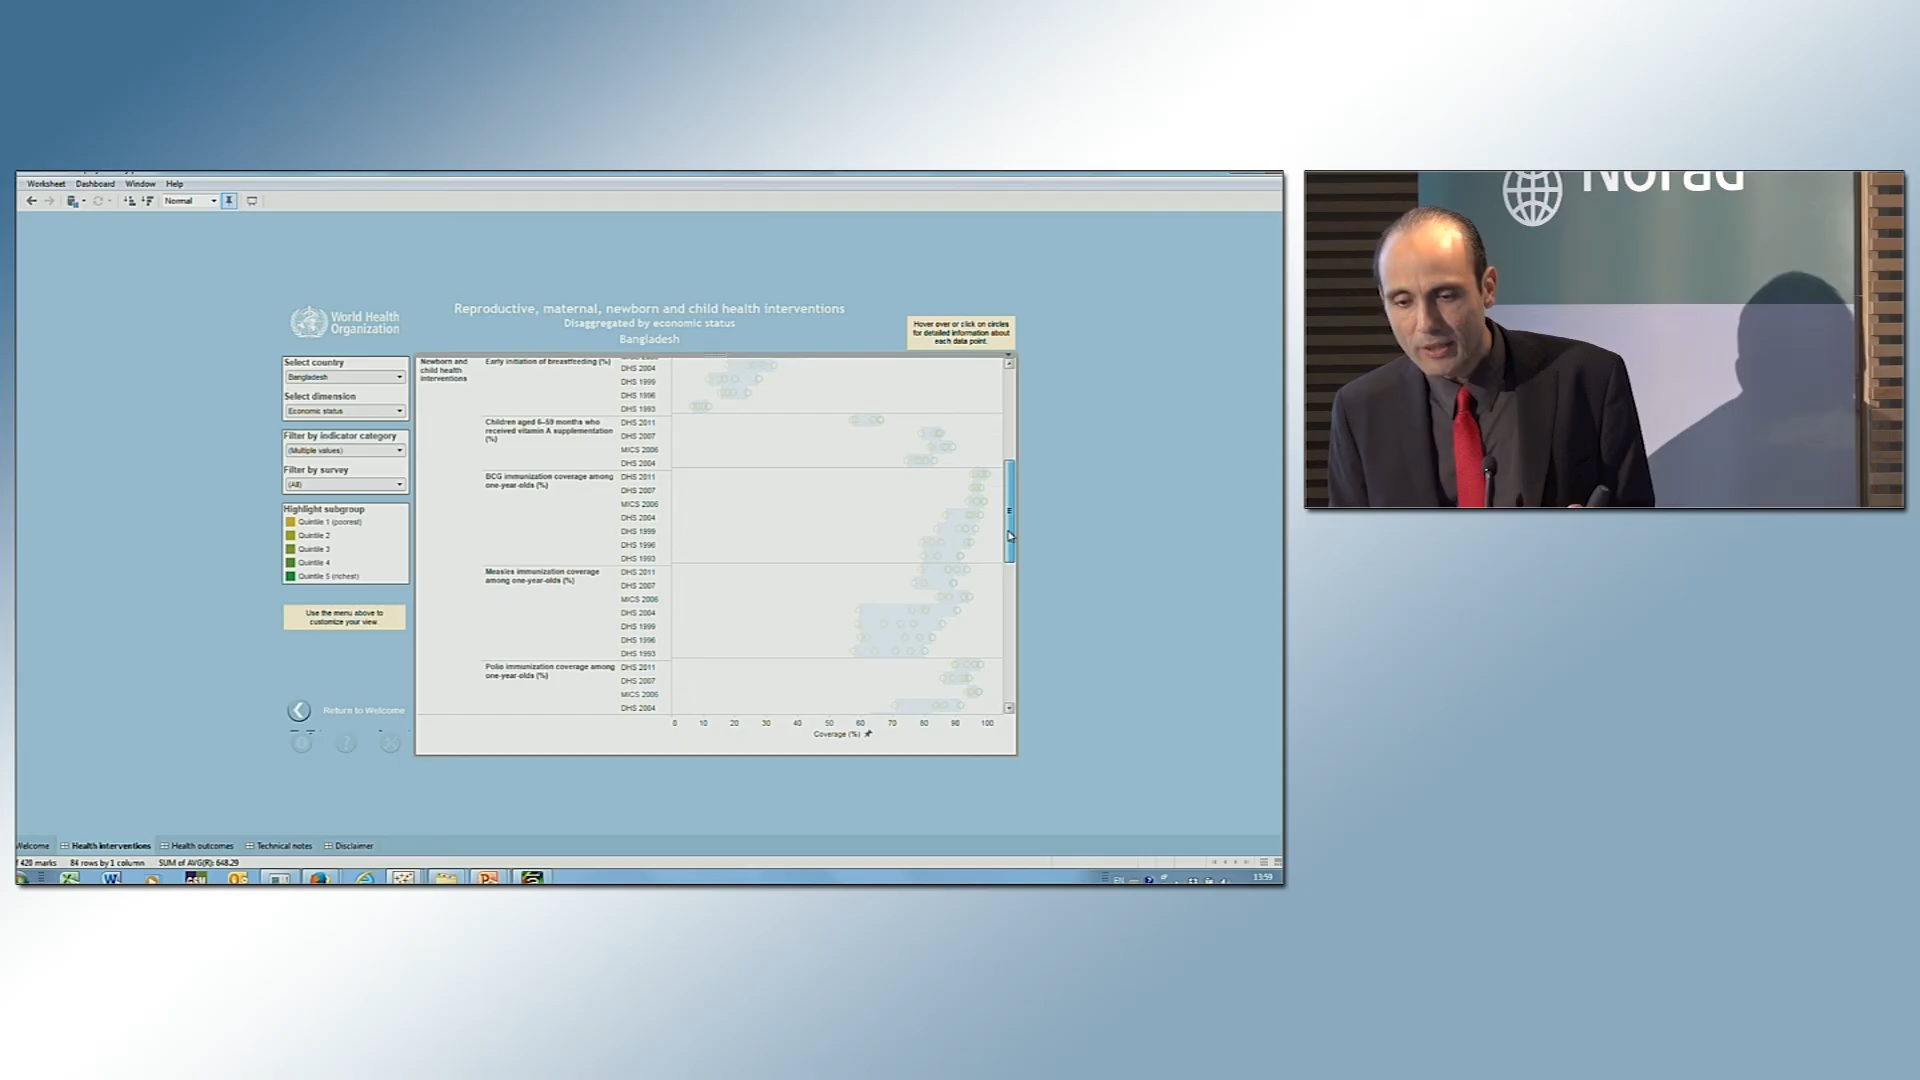 Worksheet Dashboard Window Help
Normal
World Health
Organization
Reproductive, maternal, newborn and child health interventions
Disaggregated by economic status
Bangladesh
Hover over or click on circles
for detailed information about
each data point.
Select country
Bangladesh
Select dimension
Economic status
Filter by indicator category
(Multiple values)
Filter by survey
(All)
Highlight subgroup
Quintile 1 (poorest)
Quintile 2
Quintile 3
Quintile 4
Quintile 5 (richest)
Use the menu above to
customize your view.
Return to Welcome
Newborn and
child health
interventions
Early initiation of breastfeeding (%)
DHS 2004
DHS 1999
DHS 1996
DHS 1993
Children aged 6-59 months who
received vitamin A supplementation
(%)
DHS 2011
DHS 2007
MICS 2006
DHS 2004
BCG immunization coverage among
one-year-olds (%)
DHS 2011
DHS 2007
MICS 2006
DHS 2004
DHS 1999
DHS 1996
DHS 1993
Measles immunization coverage
among one-year-olds (%)
DHS 2011
DHS 2007
MICS 2006
DHS 2004
DHS 1999
DHS 1996
DHS 1993
Polio immunization coverage among
one-year-olds (%)
DHS 2011
DHS 2007
MICS 2006
DHS 2004
0 10 20 30 40 50 60 70 80 90 100
Coverage (%)
Welcome Health interventions Health outcomes Technical notes Disclaimer
420 marks 84 rows by 1 column SUM of AVG(R): 648.29
EN
13:59
Norad